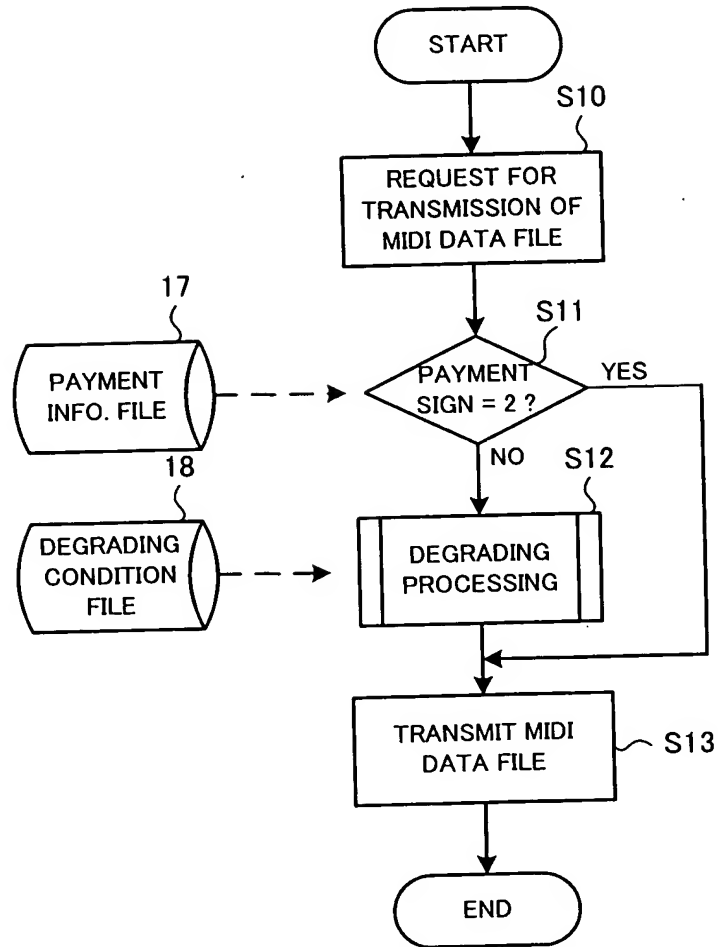 START
S10
REQUEST FOR
TRANSMISSION OF
MIDI DATA FILE
17
S11
PAYMENT
INFO. FILE
PAYMENT
SIGN = 2 ?
YES
NO
18
S12
DEGRADING
CONDITION
FILE
DEGRADING
PROCESSING
TRANSMIT MIDI
DATA FILE
S13
END